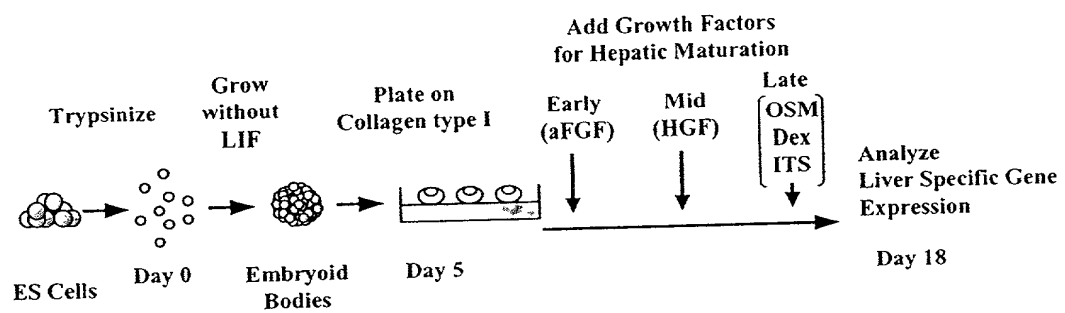 Add Growth Factors
for Hepatic Maturation
Trypsinize
Grow
without
LIF
Plate on
Collagen type I
Early
(aFGF)
Mid
(HGF)
Late
OSM
Dex
ITS
Analyze
Liver Specific Gene
Expression
ES Cells
Day 0
Embryoid
Bodies
Day 5
Day 18